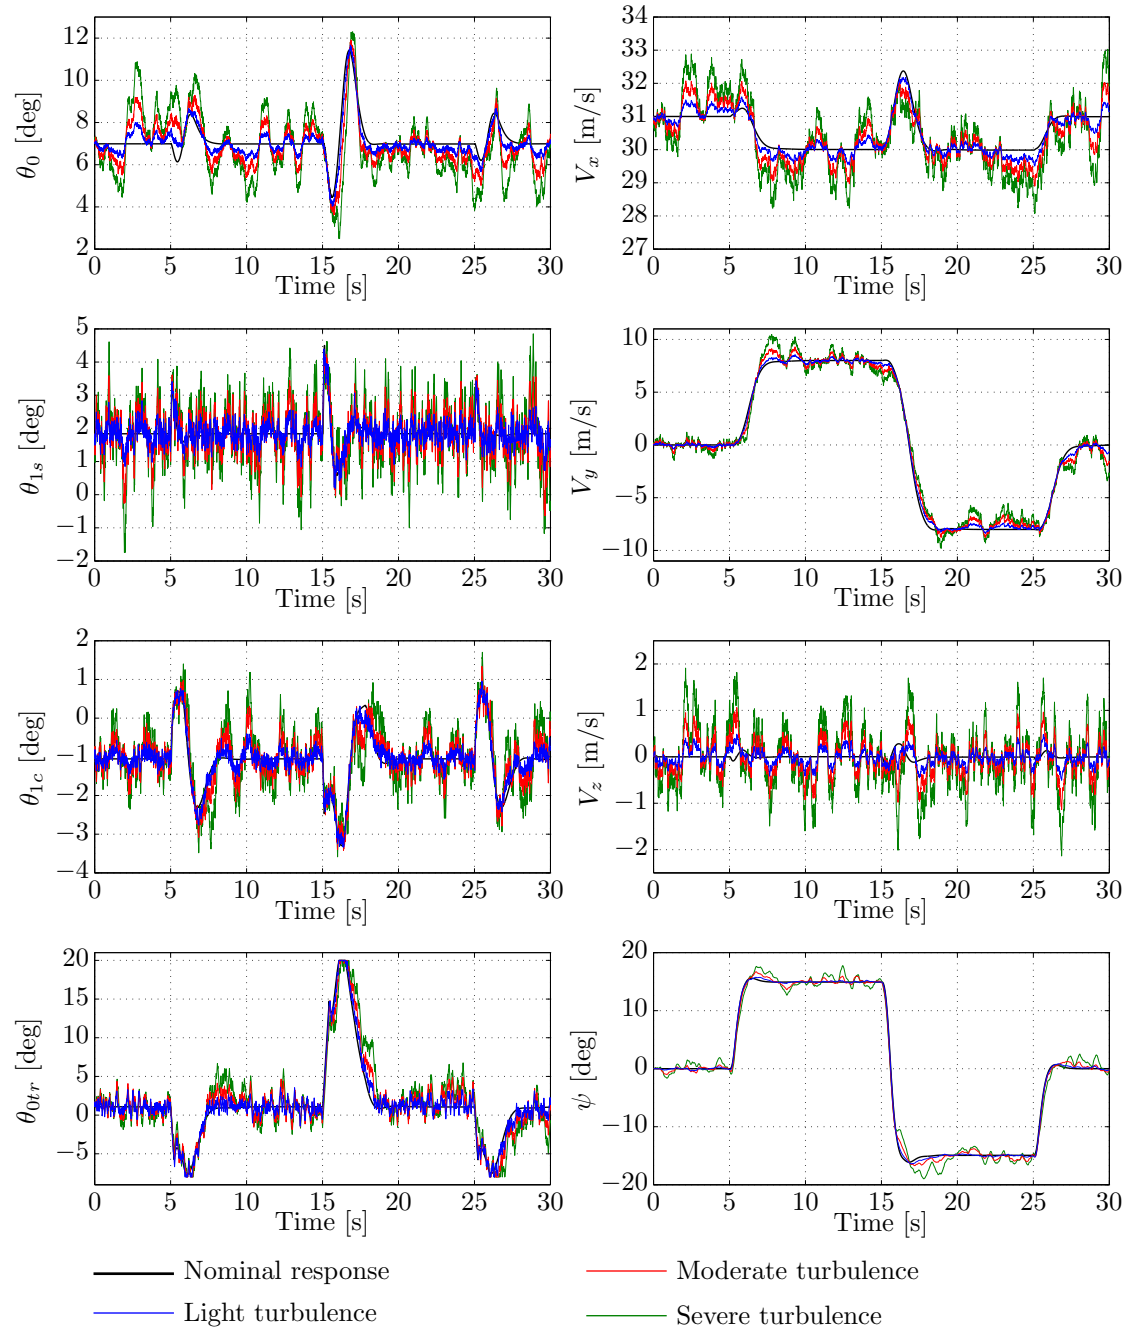 12
10
8
6
4
2
θ₀ [deg]
0 5 10 15 20 25 30
Time [s]
34
33
32
31
30
29
28
27
Vₓ [m/s]
0 5 10 15 20 25 30
Time [s]
5
4
3
2
1
0
−1
−2
θ₁ₛ [deg]
0 5 10 15 20 25 30
Time [s]
10
5
0
−5
−10
V_y [m/s]
0 5 10 15 20 25 30
Time [s]
2
1
0
−1
−2
−3
−4
θ_1c [deg]
0 5 10 15 20 25 30
Time [s]
2
1
0
−1
−2
V_z [m/s]
0 5 10 15 20 25 30
Time [s]
20
15
10
5
0
−5
θ_0tr [deg]
0 5 10 15 20 25 30
Time [s]
20
10
0
−10
−20
ψ [deg]
0 5 10 15 20 25 30
Time [s]
Nominal response
Light turbulence
Moderate turbulence
Severe turbulence